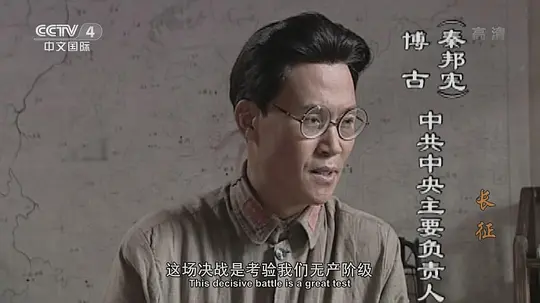 CCTV 4
中文国际
高清
（秦邦宪）
博古
中共中央主要负责人
长征
这场决战是考验我们无产阶级
This decisive battle is a great test